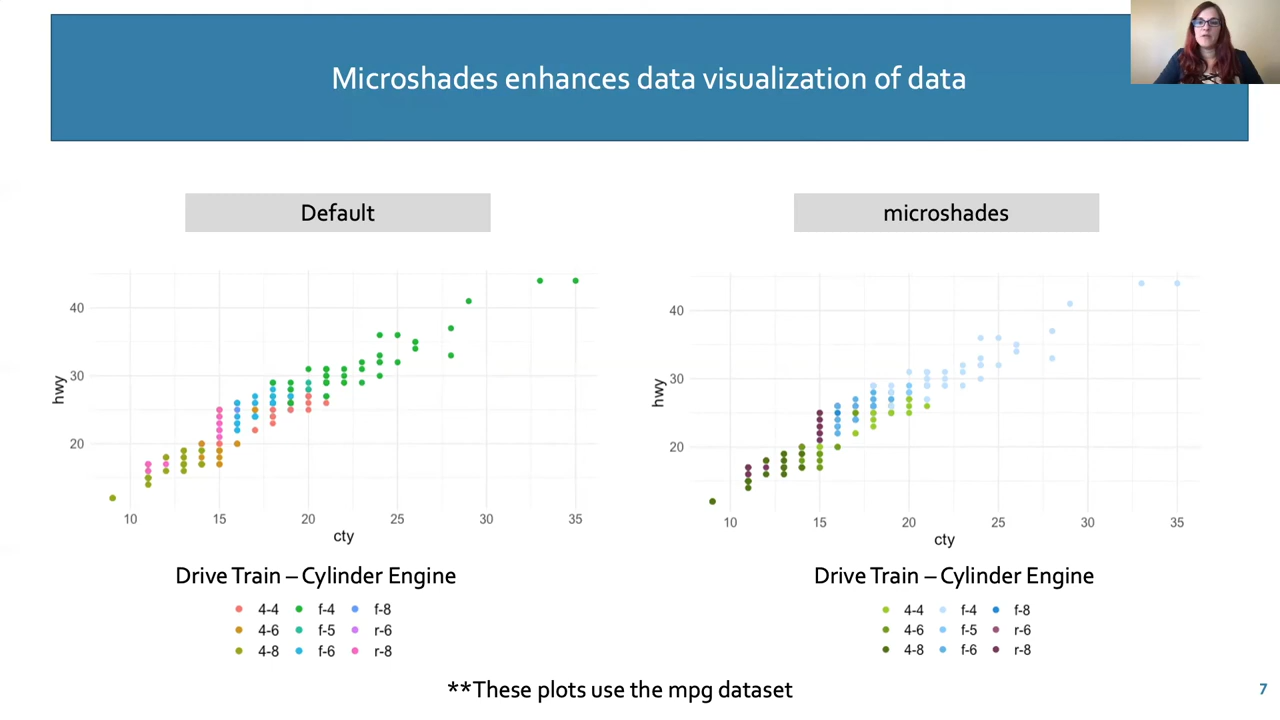 Microshades enhances data visualization of data
Default
microshades
hwy
40
30
20
10 15 20 25 30 35
cty
hwy
40
30
20
10 15 20 25 30 35
cty
Drive Train – Cylinder Engine
4-4 f-4 f-8
4-6 f-5 r-6
4-8 f-6 r-8
Drive Train – Cylinder Engine
4-4 f-4 f-8
4-6 f-5 r-6
4-8 f-6 r-8
**These plots use the mpg dataset
7